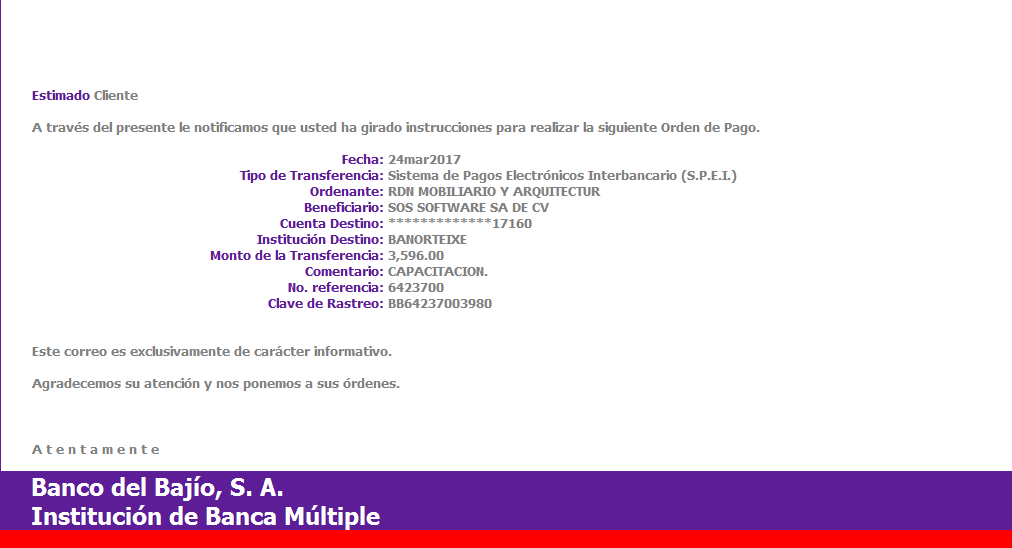 Estimado Cliente
A través del presente le notificamos que usted ha girado instrucciones para realizar la siguiente Orden de Pago.
Fecha: 24mar2017
Tipo de Transferencia: Sistema de Pagos Electrónicos Interbancario (S.P.E.I.)
Ordenante: RDN MOBILIARIO Y ARQUITECTUR
Beneficiario: SOS SOFTWARE SA DE CV
Cuenta Destino: *************17160
Institución Destino: BANORTEIXE
Monto de la Transferencia: 3,596.00
Comentario: CAPACITACION.
No. referencia: 6423700
Clave de Rastreo: BB64237003980
Este correo es exclusivamente de carácter informativo.
Agradecemos su atención y nos ponemos a sus órdenes.
A t e n t a m e n t e
Banco del Bajío, S. A.
Institución de Banca Múltiple